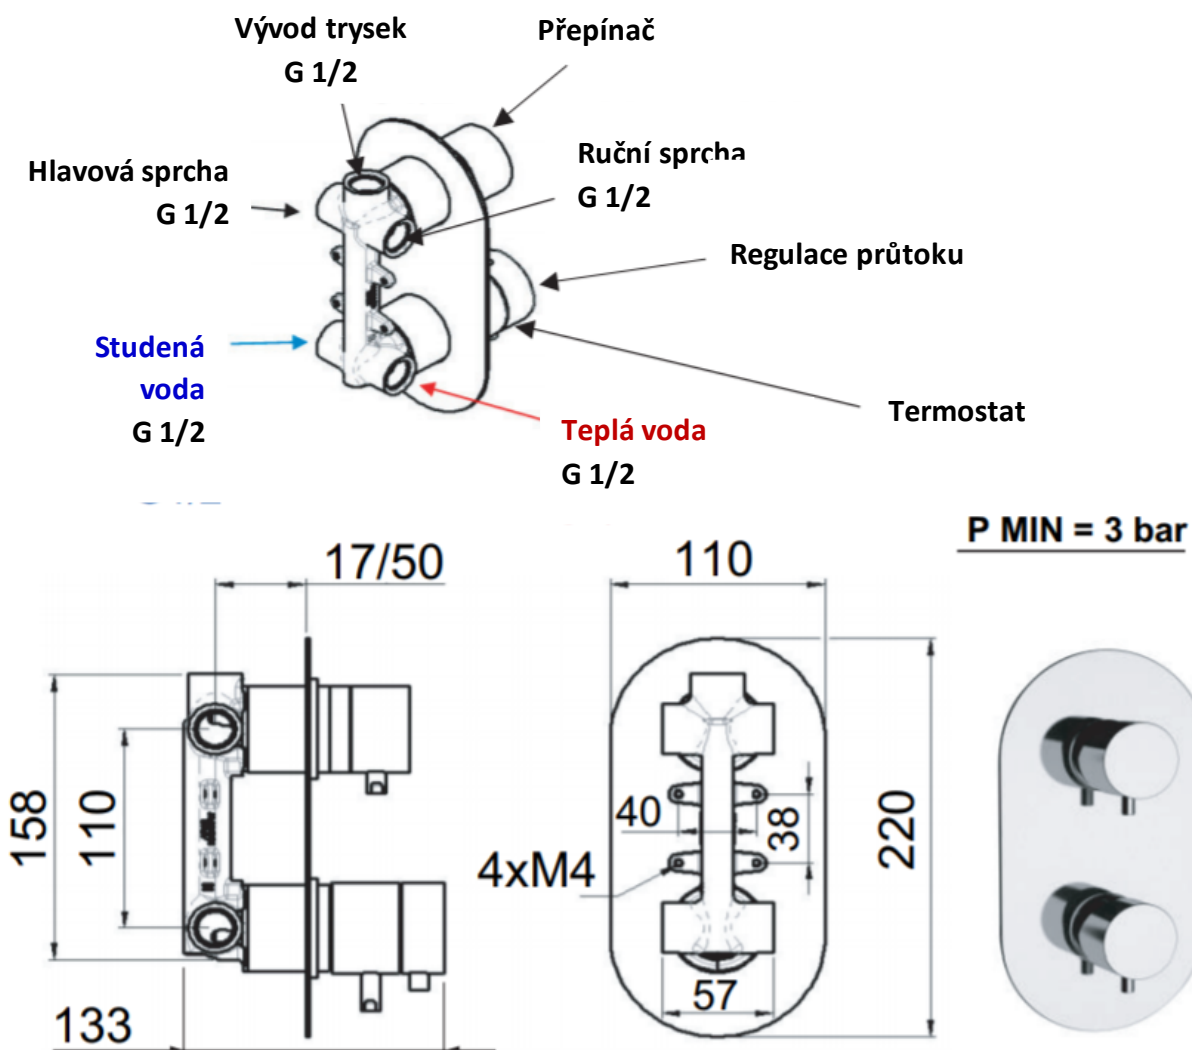 Vývod trysek
G 1/2
Přepínač
Hlavová sprcha
G 1/2
Ruční sprcha
G 1/2
Regulace průtoku
Studená
voda
G 1/2
Teplá voda
G 1/2
Termostat
P MIN = 3 bar
17/50
110
158
110
40
38
220
4xM4
57
133